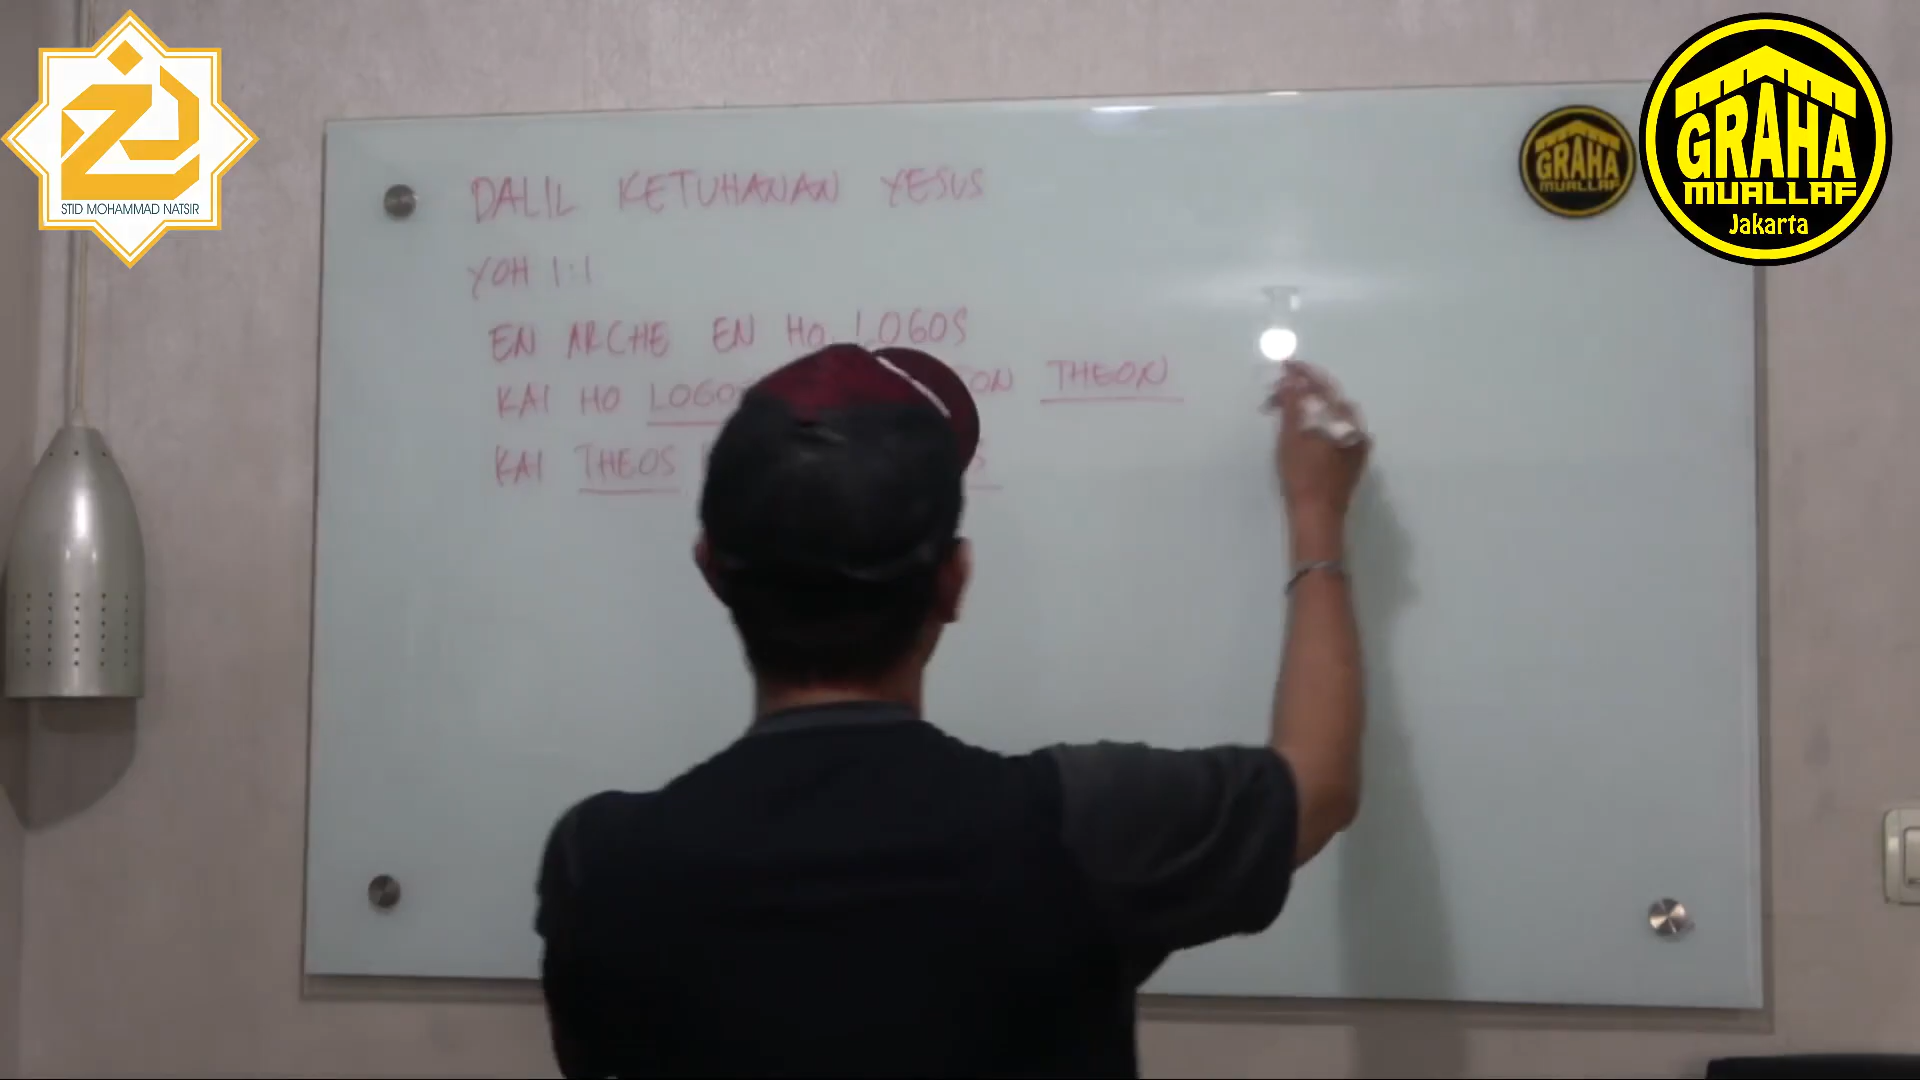 STID MOHAMMAD NATSIR
GRAHA
MUALLAF
Jakarta
GRAHA
MUALLAF
DALIL KETUHANAN YESUS
YOH 1:1
EN ARCHE EN HO LOGOS
KAI HO THEON
KAI THEOS